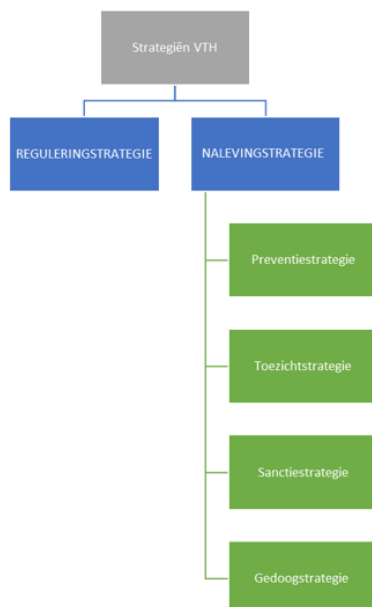 Strategiën VTH
REGULERINGSTRATEGIE
NALEVINGSTRATEGIE
Preventiestrategie
Toezichtstrategie
Sanctiestrategie
Gedoogstrategie